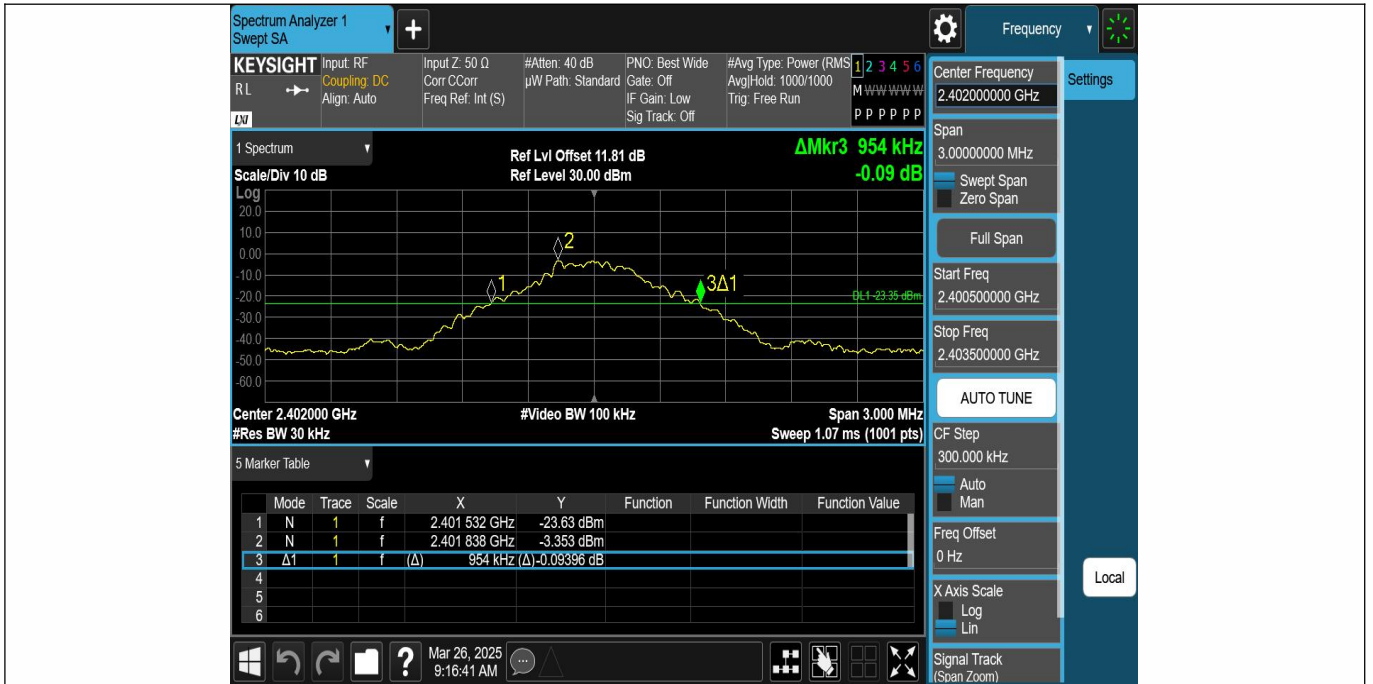 Spectrum Analyzer 1
Swept SA
+
Frequency
KEYSIGHT
RL
LXI
Input: RF
Coupling: DC
Align: Auto
Input Z: 50 Ω
Corr CCorr
Freq Ref: Int (S)
#Atten: 40 dB
µW Path: Standard
PNO: Best Wide
Gate: Off
IF Gain: Low
Sig Track: Off
#Avg Type: Power (RMS
Avg|Hold: 1000/1000
Trig: Free Run
1 2 3 4 5 6
M W W W W W
P P P P P P
1 Spectrum
Scale/Div 10 dB
Ref Lvl Offset 11.81 dB
Ref Level 30.00 dBm
ΔMkr3 954 kHz
-0.09 dB
Log
20.0
10.0
0.00
-10.0
-20.0
-30.0
-40.0
-50.0
-60.0
2
1
3Δ1
DL1 -23.35 dBm
Center 2.402000 GHz
#Video BW 100 kHz
Span 3.000 MHz
#Res BW 30 kHz
Sweep 1.07 ms (1001 pts)
5 Marker Table
Mode Trace Scale X Y Function Function Width Function Value
1 N 1 f 2.401 532 GHz -23.63 dBm
2 N 1 f 2.401 838 GHz -3.353 dBm
3 Δ1 1 f (Δ) 954 kHz (Δ) -0.09396 dB
4
5
6
Mar 26, 2025
9:16:41 AM
?
Center Frequency
2.402000000 GHz
Settings
Span
3.00000000 MHz
Swept Span
Zero Span
Full Span
Start Freq
2.400500000 GHz
Stop Freq
2.403500000 GHz
AUTO TUNE
CF Step
300.000 kHz
Auto
Man
Freq Offset
0 Hz
X Axis Scale
Log
Lin
Signal Track
(Span Zoom)
Local